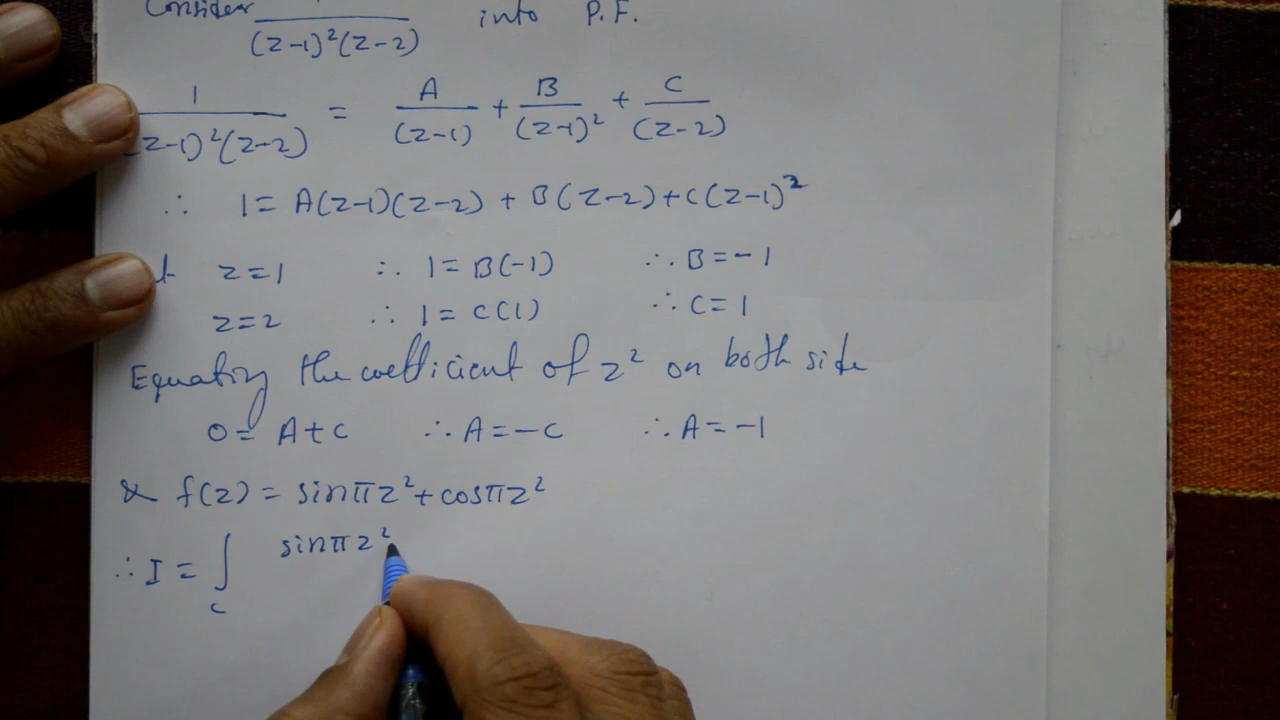 Consider 1/(z-1)²(z-2) into P.F.
1/(z-1)²(z-2) = A/(z-1) + B/(z-1)² + C/(z-2)
∴ 1 = A(z-1)(z-2) + B(z-2) + C(z-1)²
z=1 ∴ 1 = B(-1) ∴ B = -1
z=2 ∴ 1 = C(1) ∴ C = 1
Equating the coefficient of z² on both side
0 = A+C ∴ A = -C ∴ A = -1
& f(z) = sinπz² + cosπz²
∴ I = ∫c sinπz²